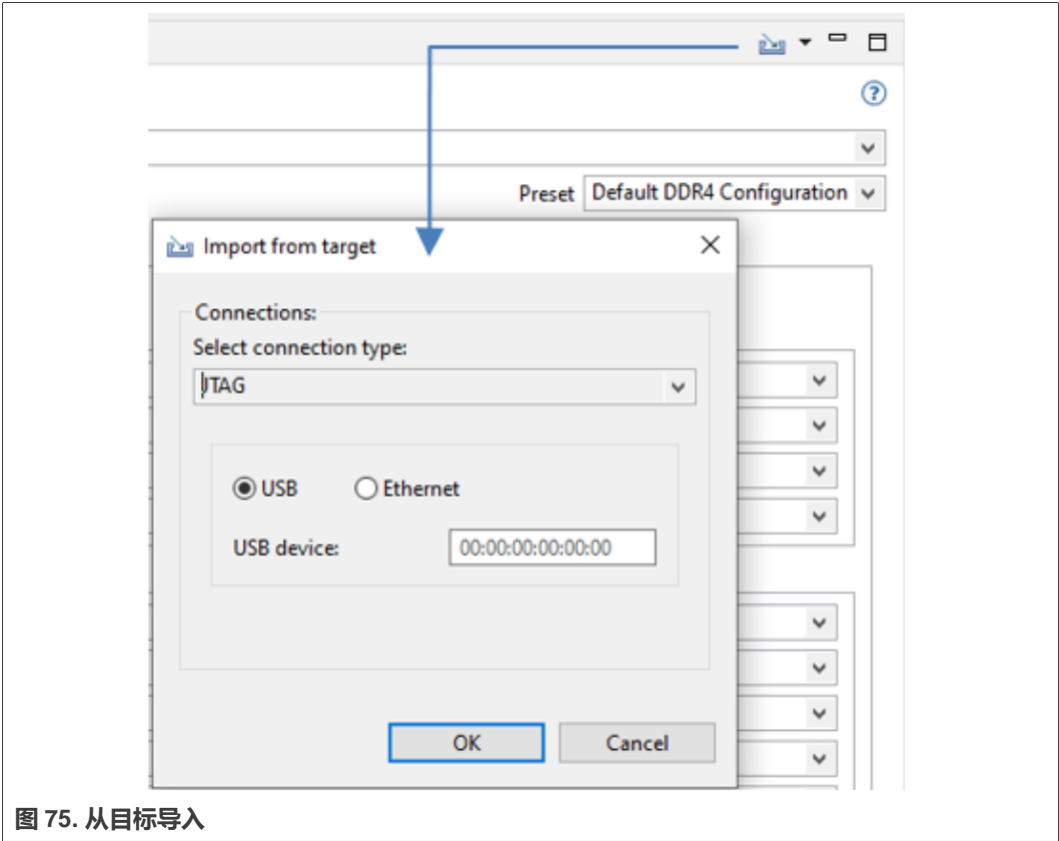 ?
Preset Default DDR4 Configuration
Import from target
Connections:
Select connection type:
JTAG
USB Ethernet
USB device: 00:00:00:00:00:00
OK Cancel
图 75. 从目标导入